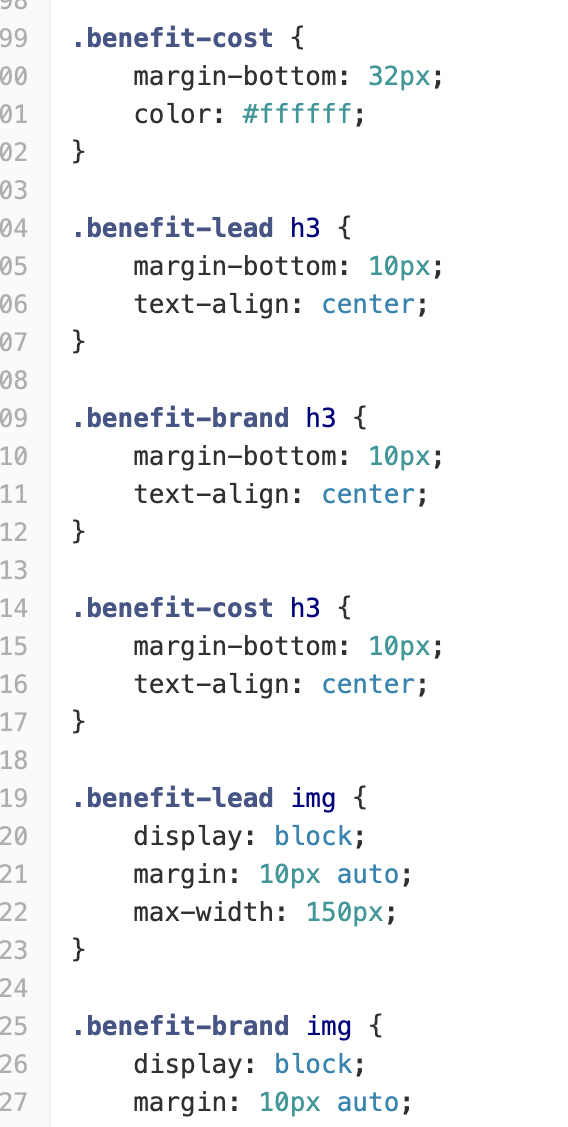 98
99 .benefit-cost {
00     margin-bottom: 32px;
01     color: #ffffff;
02 }
03
04 .benefit-lead h3 {
05     margin-bottom: 10px;
06     text-align: center;
07 }
08
09 .benefit-brand h3 {
10     margin-bottom: 10px;
11     text-align: center;
12 }
13
14 .benefit-cost h3 {
15     margin-bottom: 10px;
16     text-align: center;
17 }
18
19 .benefit-lead img {
20     display: block;
21     margin: 10px auto;
22     max-width: 150px;
23 }
24
25 .benefit-brand img {
26     display: block;
27     margin: 10px auto;